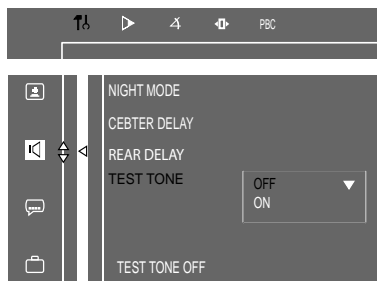 PBC
NIGHT MODE
CEBTER DELAY
REAR DELAY
TEST TONE
OFF
ON
TEST TONE OFF